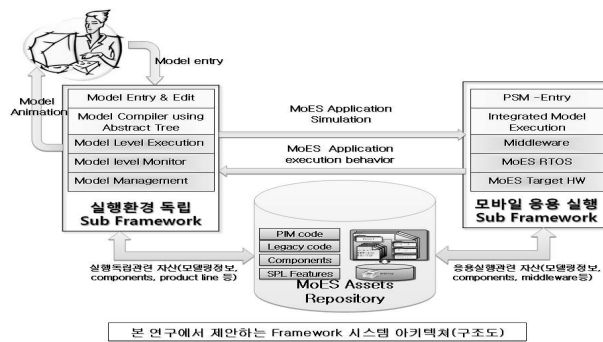 Model entry
Model
Animation
Model Entry & Edit
Model Compiler using
Abstract Tree
Model Level Execution
Model level Monitor
Model Management
실행환경 독립
Sub Framework
MoES Application
Simulation
MoES Application
execution behavior
PSM -Entry
Integrated Model
Execution
Middleware
MoES RTOS
MoES Target HW
모바일 응용 실행
Sub Framework
PIM code
Legacy code
Components
SPL Features
MoES Assets
Repository
실행독립관련 자산(모델링정보,
components, product line 등)
응용실행관련 자산(모델정보,
components, middleware등)
본 연구에서 제안하는 Framework 시스템 아키텍쳐(구조도)